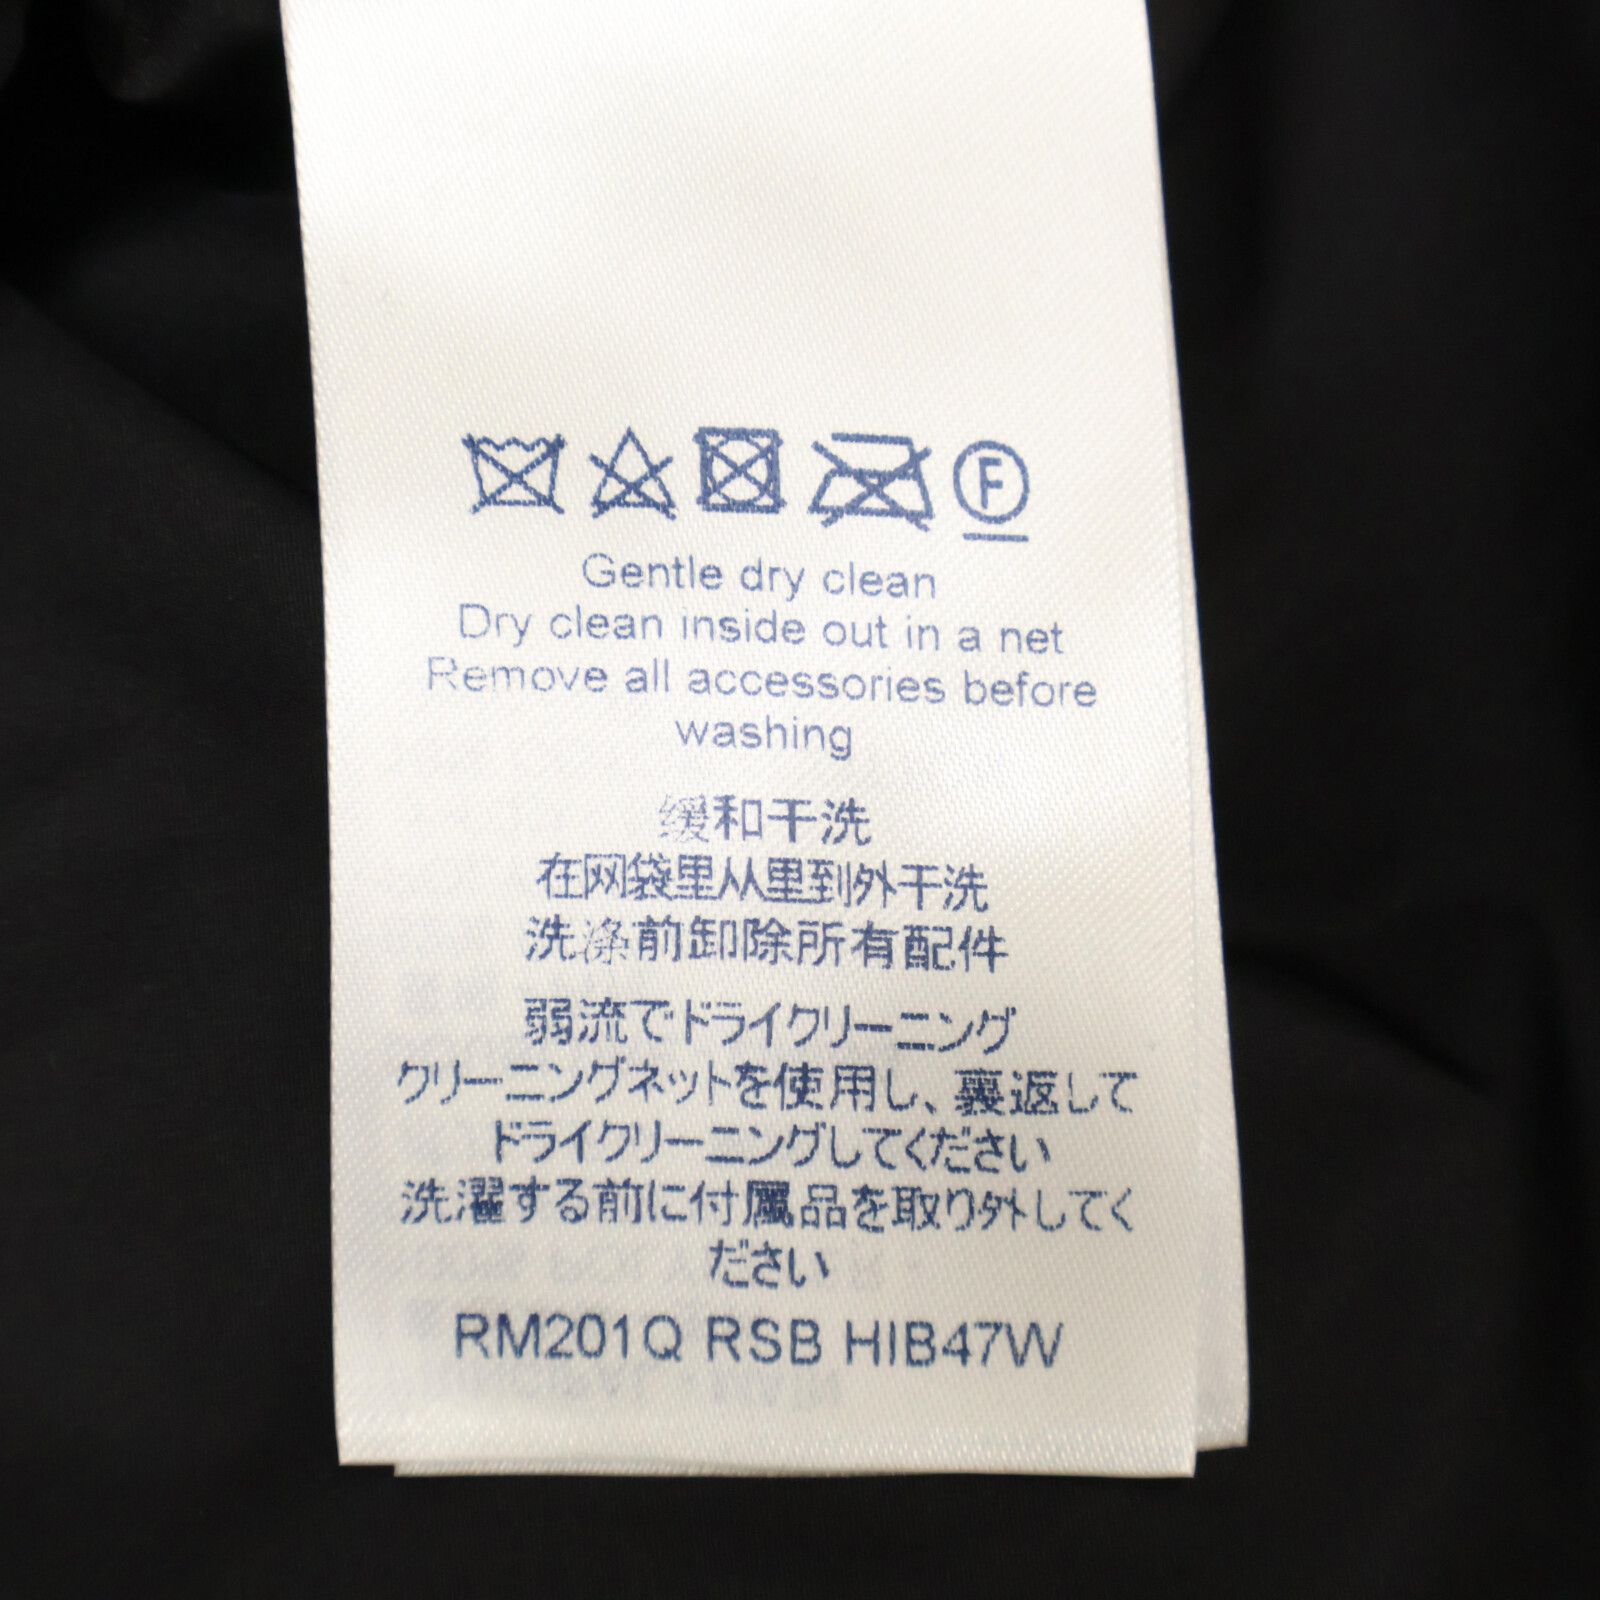 F
Gentle dry clean
Dry clean inside out in a net
Remove all accessories before
washing
缓和干洗
在网袋里从里到外干洗
洗涤前卸除所有配件
弱流でドライクリーニング
クリーニングネットを使用し、裏返して
ドライクリーニングしてください
洗濯する前に付属品を取り外してく
ださい
RM201Q RSB HIB47W